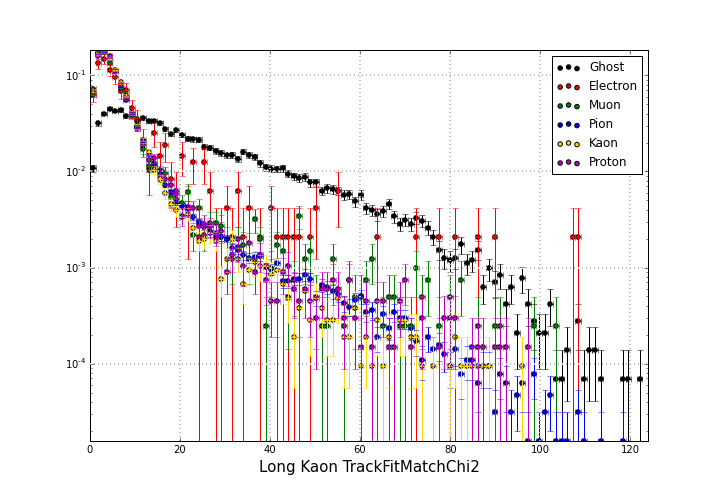 10⁻¹
10⁻²
10⁻³
10⁻⁴
0 20 40 60 80 100 120
Long Kaon TrackFitMatchChi2
Ghost
Electron
Muon
Pion
Kaon
Proton